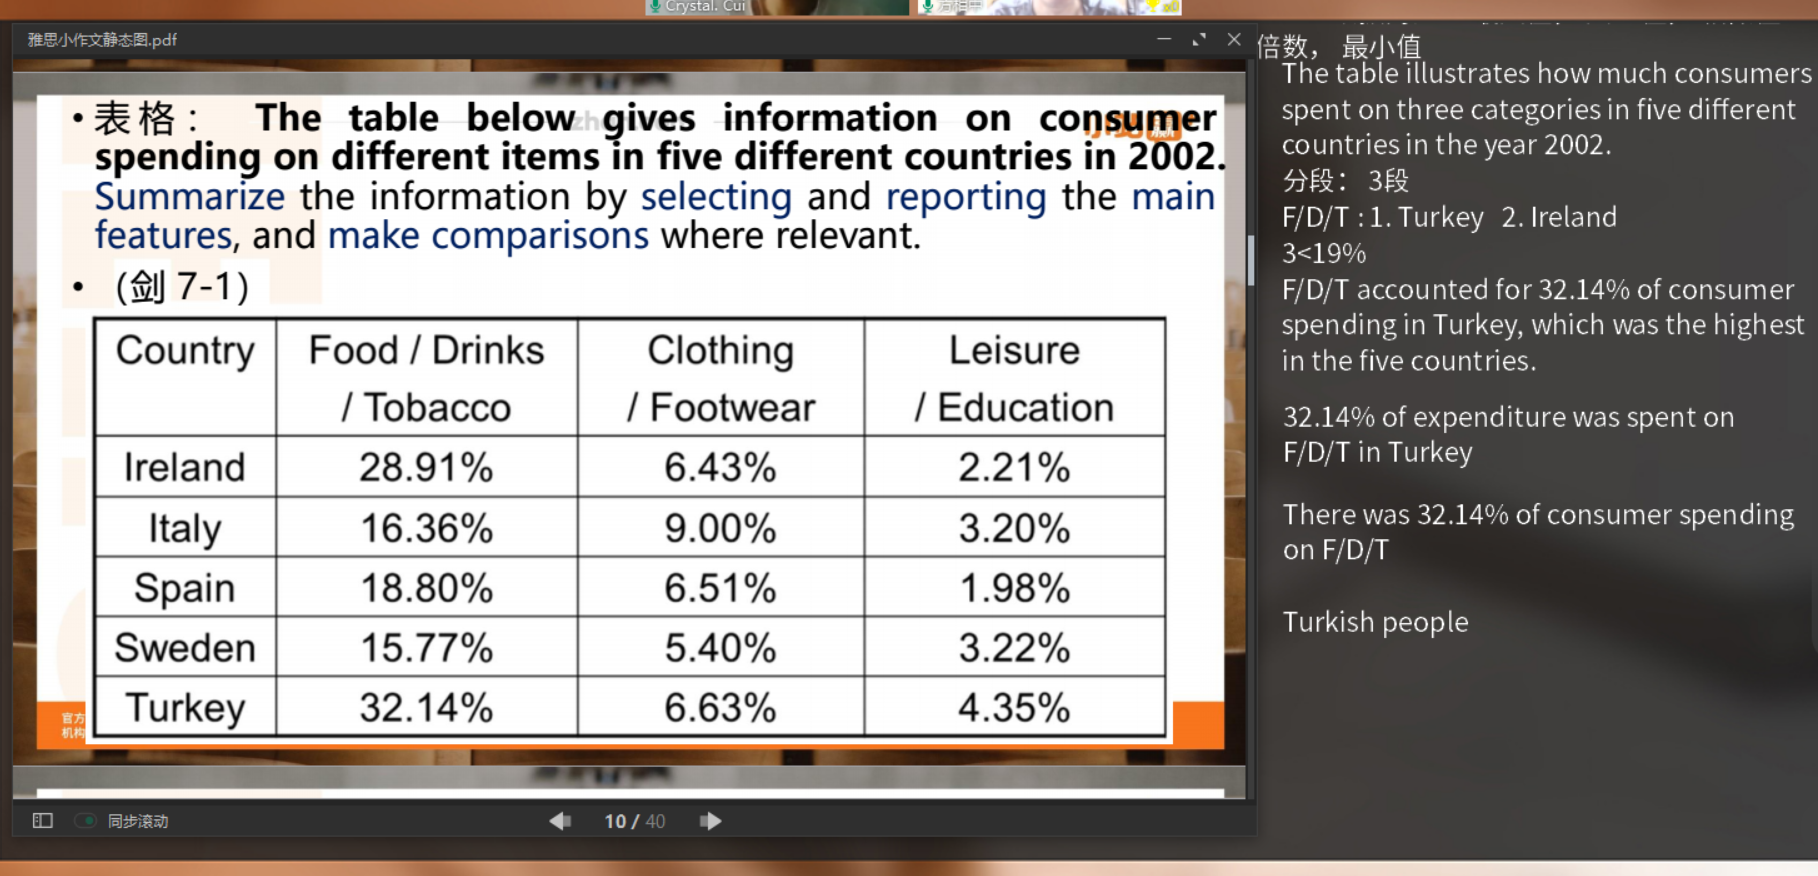 Crystal. Cui
雅思小作文静态图.pdf
• 表格： The table below gives information on consumer
spending on different items in five different countries in 2002.
Summarize the information by selecting and reporting the main
features, and make comparisons where relevant.
• (剑 7-1)
Country Food / Drinks / Tobacco Clothing / Footwear Leisure / Education
Ireland 28.91% 6.43% 2.21%
Italy 16.36% 9.00% 3.20%
Spain 18.80% 6.51% 1.98%
Sweden 15.77% 5.40% 3.22%
Turkey 32.14% 6.63% 4.35%
官方
机构
同步滚动
10 / 40
倍数， 最小值
The table illustrates how much consumers
spent on three categories in five different
countries in the year 2002.
分段： 3段
F/D/T : 1. Turkey 2. Ireland
3<19%
F/D/T accounted for 32.14% of consumer
spending in Turkey, which was the highest
in the five countries.
32.14% of expenditure was spent on
F/D/T in Turkey
There was 32.14% of consumer spending
on F/D/T
Turkish people